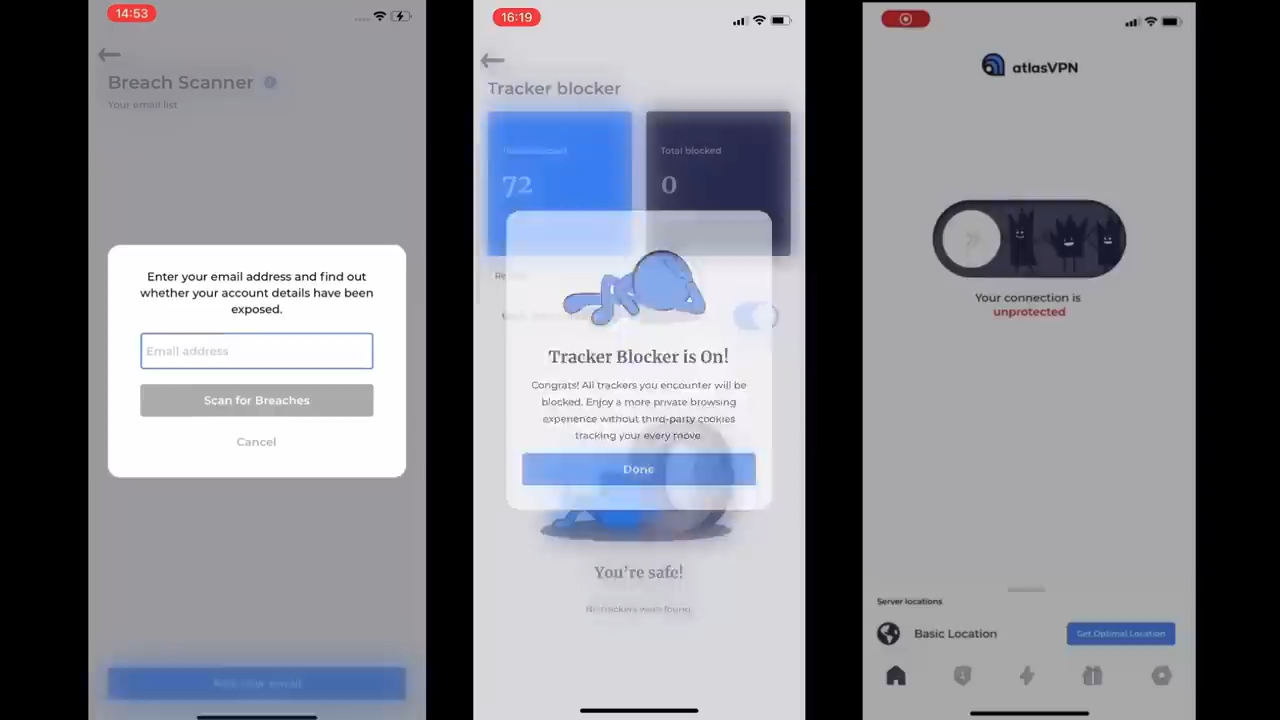 14:53
Breach Scanner
Your email list
Enter your email address and find out
whether your account details have been
exposed.
Email address
Scan for Breaches
Cancel
16:19
Tracker blocker
Total blocked
72
0
Tracker Blocker is On!
Congrats! All trackers you encounter will be
blocked. Enjoy a more private browsing
experience without third-party cookies
tracking your every move
Done
You're safe!
No trackers were found
atlasVPN
Your connection is
unprotected
Server locations
Basic Location
Get Optimal Location